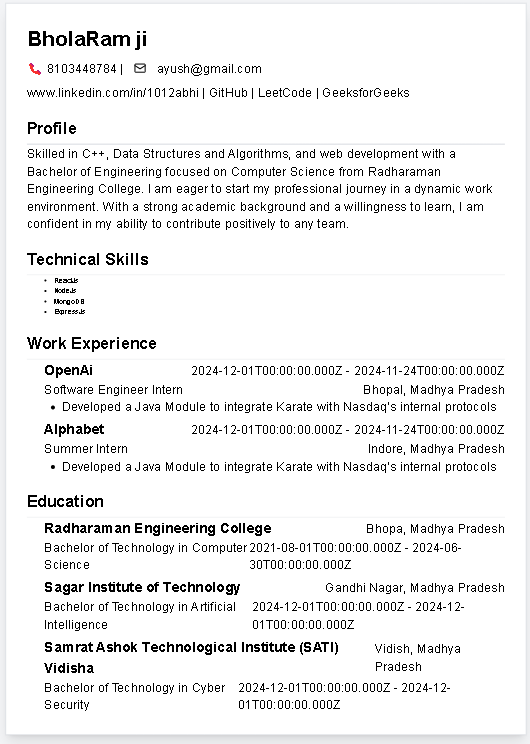 BholaRam ji
8103448784 | ayush@gmail.com
www.linkedin.com/in/1012abhi | GitHub | LeetCode | GeeksforGeeks
Profile
Skilled in C++, Data Structures and Algorithms, and web development with a
Bachelor of Engineering focused on Computer Science from Radharaman
Engineering College. I am eager to start my professional journey in a dynamic work
environment. With a strong academic background and a willingness to learn, I am
confident in my ability to contribute positively to any team.
Technical Skills
• ReactJs
• NodeJs
• MongoDB
• ExpressJs
Work Experience
OpenAi 2024-12-01T00:00:00.000Z - 2024-11-24T00:00:00.000Z
Software Engineer Intern Bhopal, Madhya Pradesh
• Developed a Java Module to integrate Karate with Nasdaq's internal protocols
Alphabet 2024-12-01T00:00:00.000Z - 2024-11-24T00:00:00.000Z
Summer Intern Indore, Madhya Pradesh
• Developed a Java Module to integrate Karate with Nasdaq's internal protocols
Education
Radharaman Engineering College Bhopa, Madhya Pradesh
Bachelor of Technology in Computer 2021-08-01T00:00:00.000Z - 2024-06-
Science 30T00:00:00.000Z
Sagar Institute of Technology Gandhi Nagar, Madhya Pradesh
Bachelor of Technology in Artificial 2024-12-01T00:00:00.000Z - 2024-12-
Intelligence 01T00:00:00.000Z
Samrat Ashok Technological Institute (SATI) Vidish, Madhya
Vidisha Pradesh
Bachelor of Technology in Cyber 2024-12-01T00:00:00.000Z - 2024-12-
Security 01T00:00:00.000Z